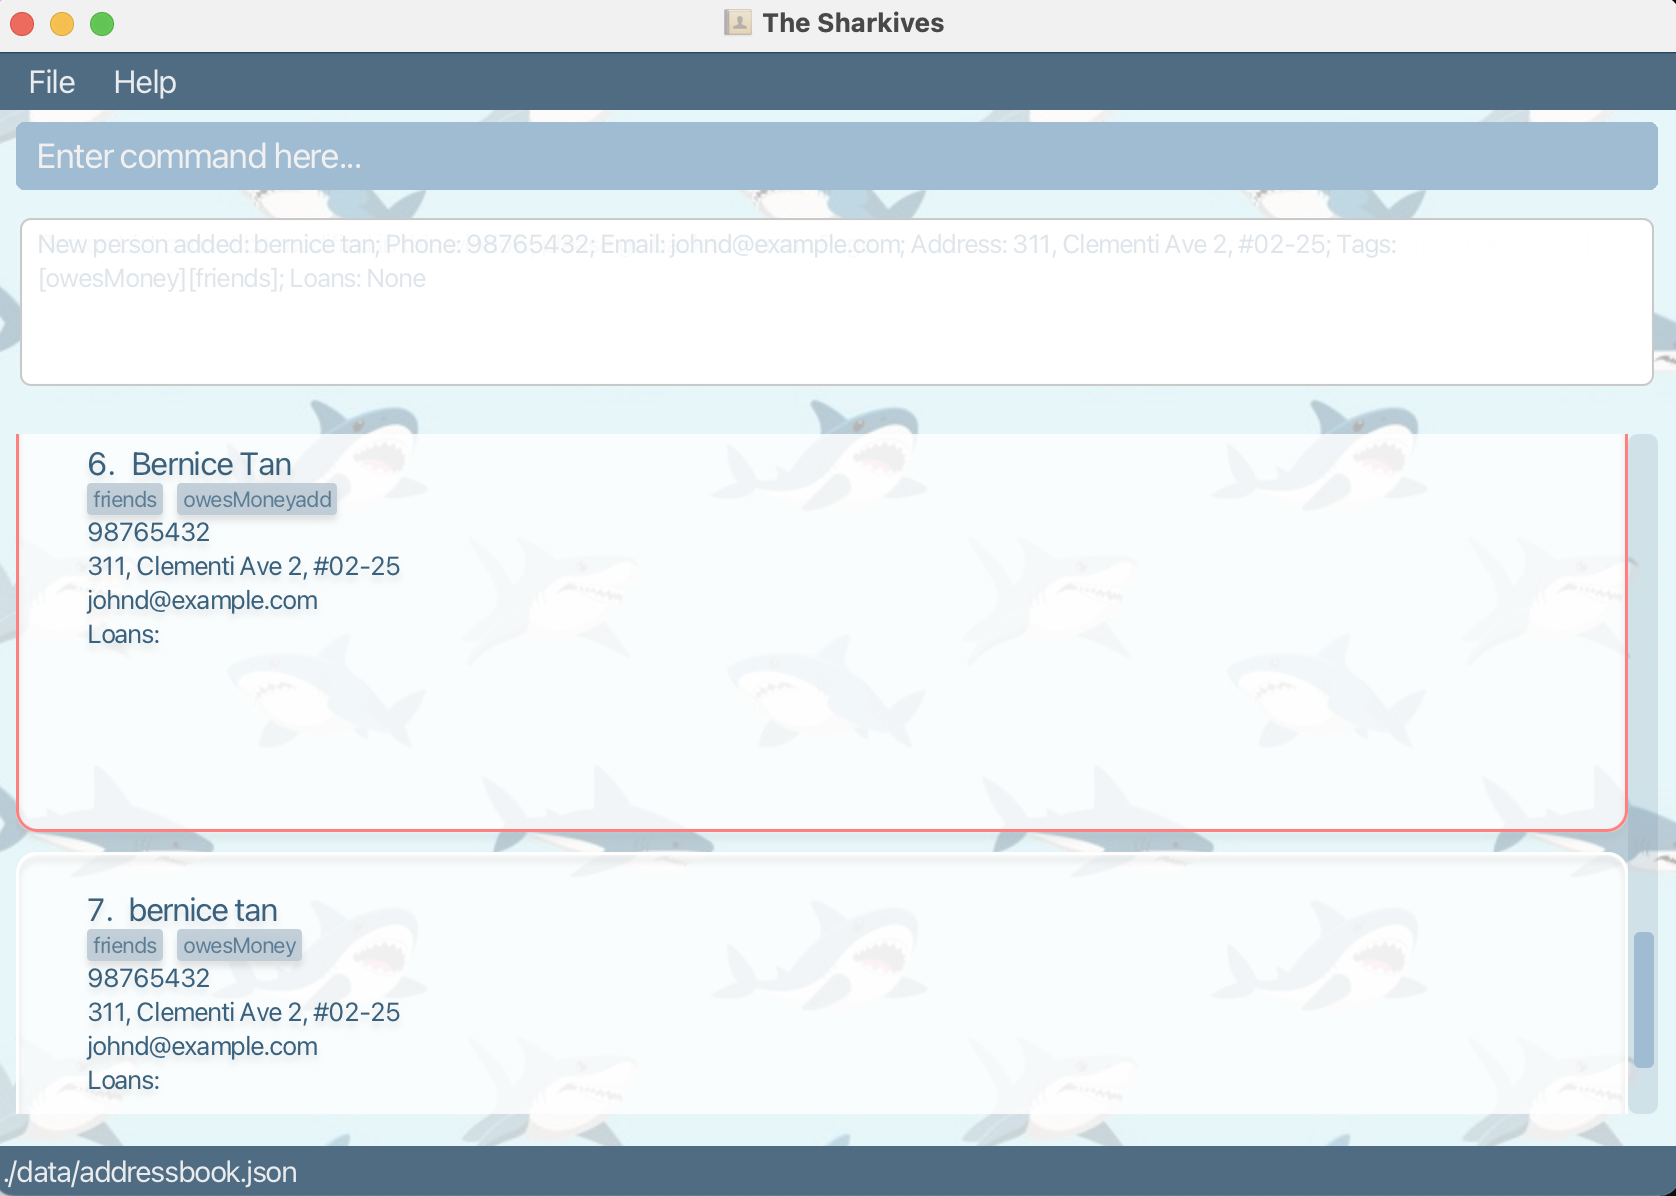 The Sharkives
File Help
Enter command here...
New person added: bernice tan; Phone: 98765432; Email: johnd@example.com; Address: 311, Clementi Ave 2, #02-25; Tags:
[owesMoney][friends]; Loans: None
6. Bernice Tan
friends owesMoneyadd
98765432
311, Clementi Ave 2, #02-25
johnd@example.com
Loans:
7. bernice tan
friends owesMoney
98765432
311, Clementi Ave 2, #02-25
johnd@example.com
Loans:
./data/addressbook.json